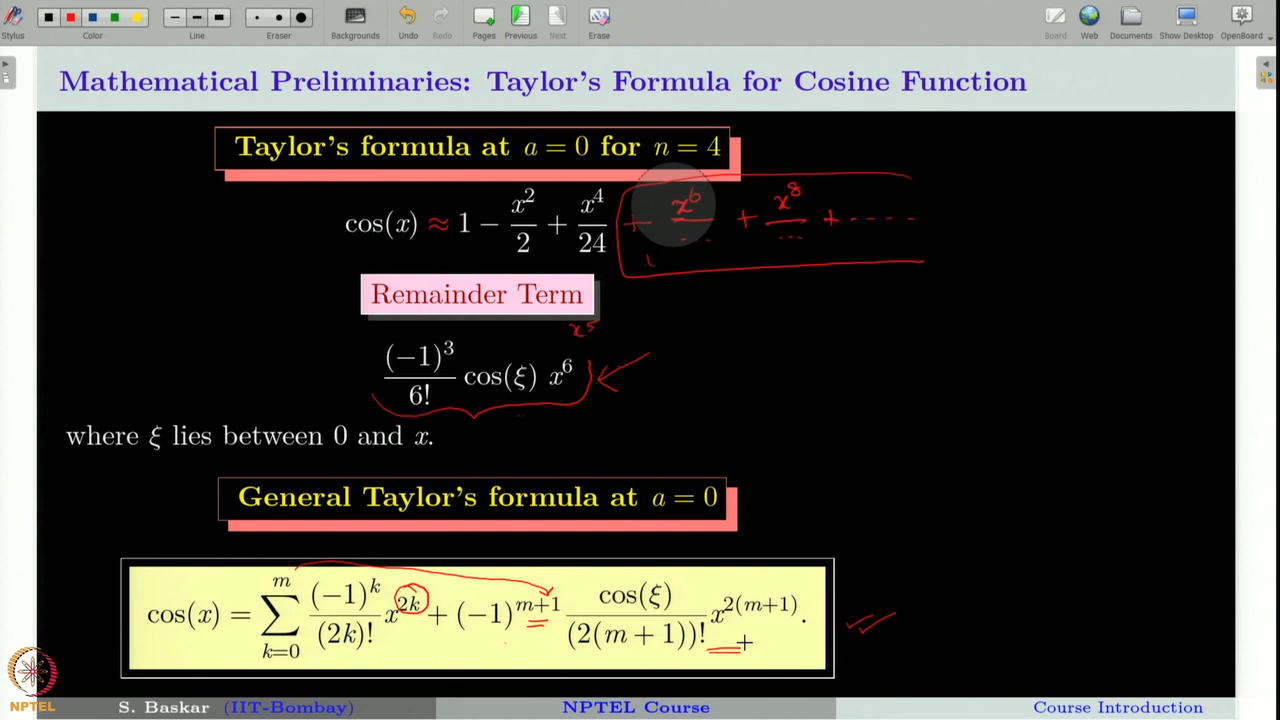 Stylus Color Line Eraser Backgrounds Undo Redo Pages Previous Next Erase Board Web Documents Show Desktop OpenBoard
Mathematical Preliminaries: Taylor's Formula for Cosine Function
Taylor's formula at a = 0 for n = 4
cos(x) ≈ 1 − x²/2 + x⁴/24 + x⁶/... + x⁸/... + .....
Remainder Term
x⁵
(−1)³/6! cos(ξ) x⁶
where ξ lies between 0 and x.
General Taylor's formula at a = 0
cos(x) = ∑_{k=0}^{m} (−1)^k/(2k)! x^{2k} + (−1)^{m+1} cos(ξ)/(2(m + 1))! x^{2(m+1)}.
NPTEL
S. Baskar (IIT-Bombay) NPTEL Course Course Introduction